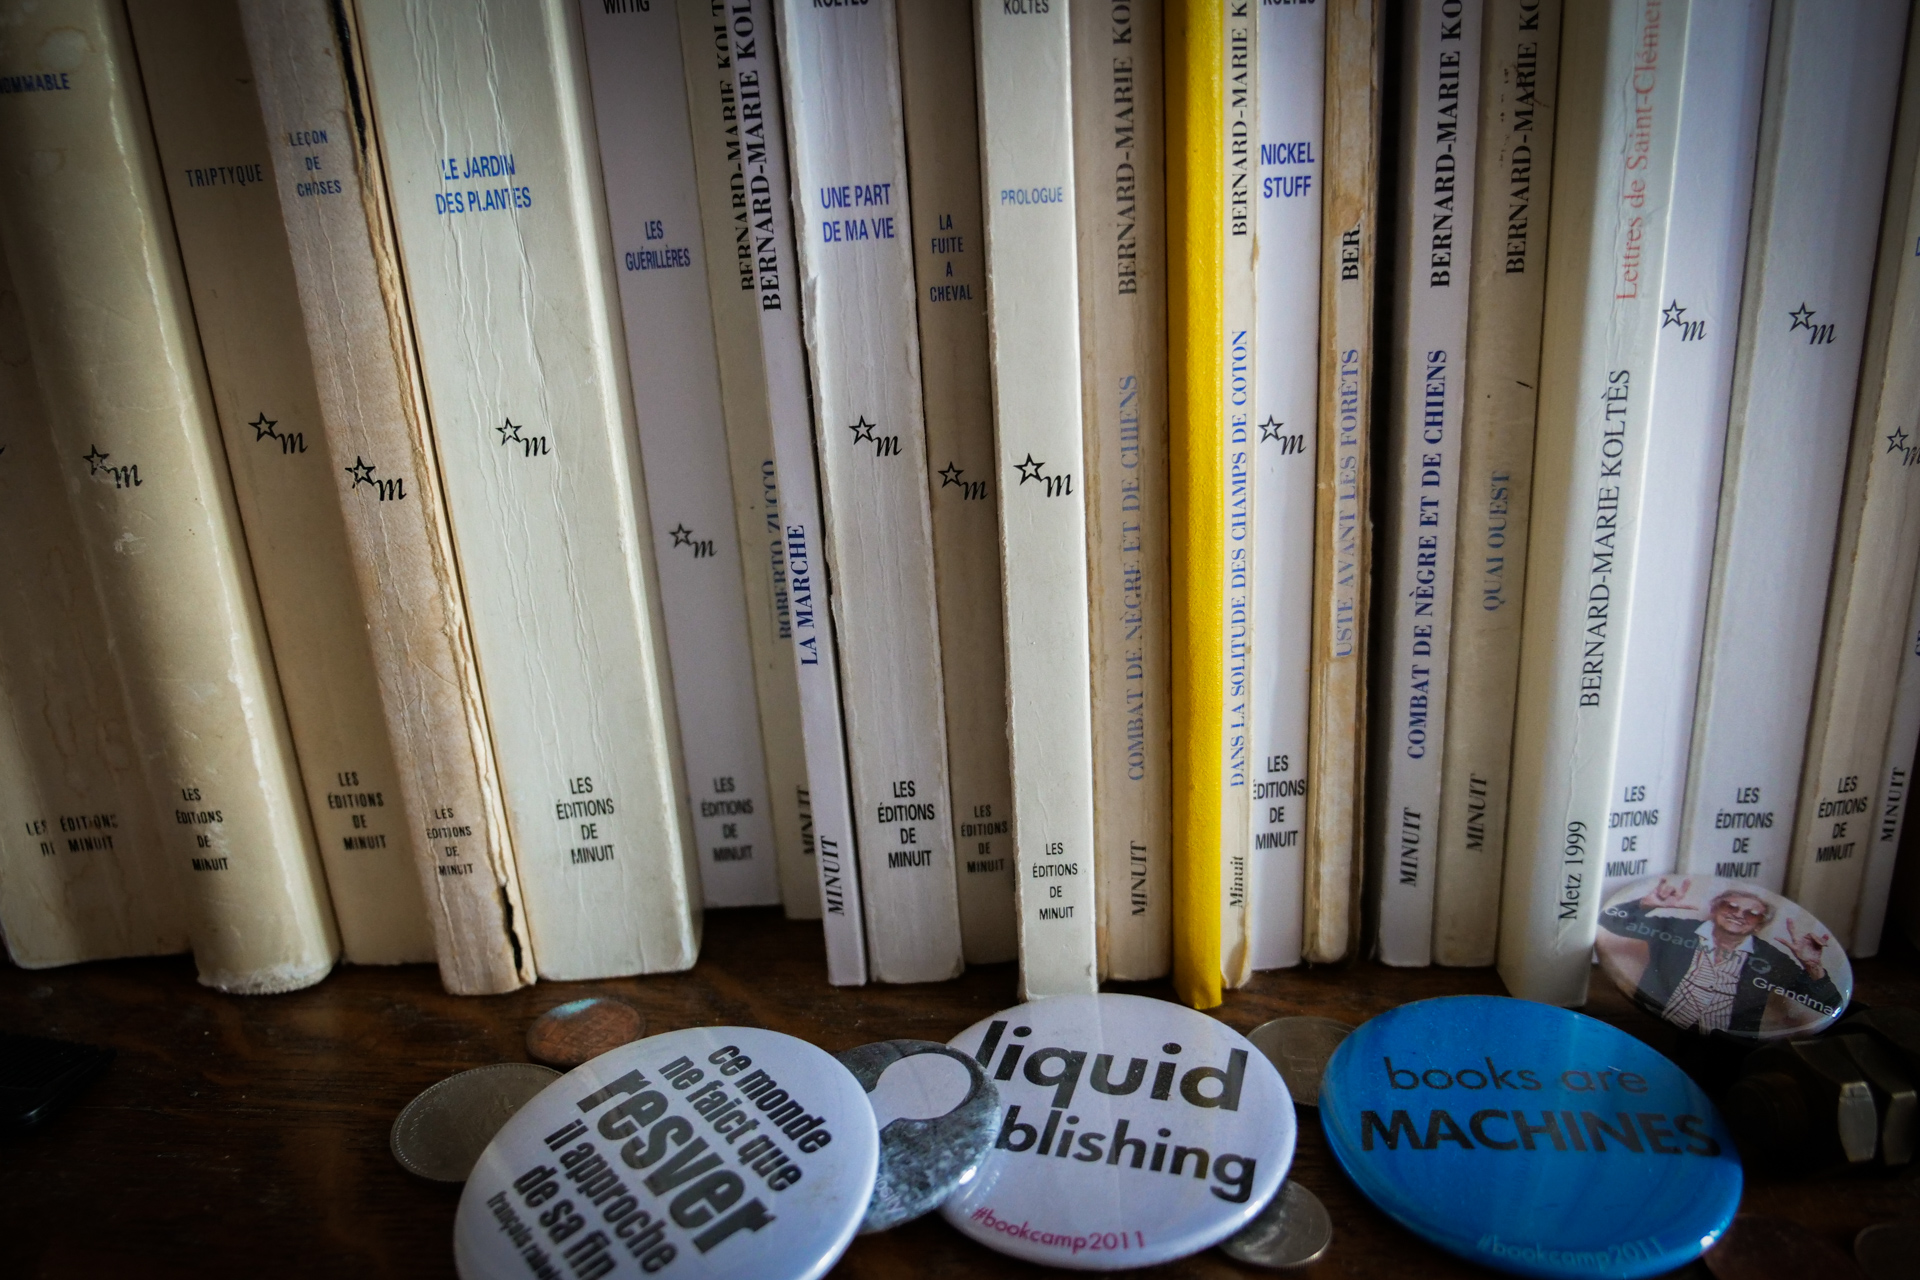 TRIPTYQUE
LES
ÉDITIONS
DE
MINUIT
LEÇON
DE
CHOSES
LES
ÉDITIONS
DE
MINUIT
LE JARDIN
DES PLANTES
LES
ÉDITIONS
DE
MINUIT
WITTIG
LES
GUÉRILLÈRES
LES
ÉDITIONS
DE
MINUIT
BERNARD-MARIE
ROBERTO ZUCCO
MINUIT
BERNARD-MARIE
LA MARCHE
MINUIT
KOLTÈS
UNE PART
DE MA VIE
LES
ÉDITIONS
DE
MINUIT
LA
FUITE
A
CHEVAL
LES
ÉDITIONS
DE
MINUIT
KOLTÈS
PROLOGUE
LES
ÉDITIONS
DE
MINUIT
BERNARD-MARIE
COMBAT DE NÈGRE ET DE CHIENS
MINUIT
BERNARD-MARIE
DANS LA SOLITUDE DES CHAMPS DE COTON
Minuit
KOLTÈS
NICKEL
STUFF
LES
ÉDITIONS
DE
MINUIT
BER
USTE AVANT LES FORÊTS
BERNARD-MARIE
COMBAT DE NÈGRE ET DE CHIENS
MINUIT
BERNARD-MARIE
QUAI OUEST
MINUIT
Lettres de Saint-Clément
BERNARD-MARIE KOLTÈS
Metz 1999
LES
ÉDITIONS
DE
MINUIT
LES
ÉDITIONS
DE
MINUIT
LES
ÉDITIONS
DE
MINUIT
MINUIT
LES ÉDITIONS
DE MINUIT
LES
ÉDITIONS
DE
MINUIT
ce monde
ne faict que
resver
il approche
de sa fin
françois
liquid
blishing
#bookcamp2011
books are
MACHINES
#bookcamp2011
Go
abroad
Grandma